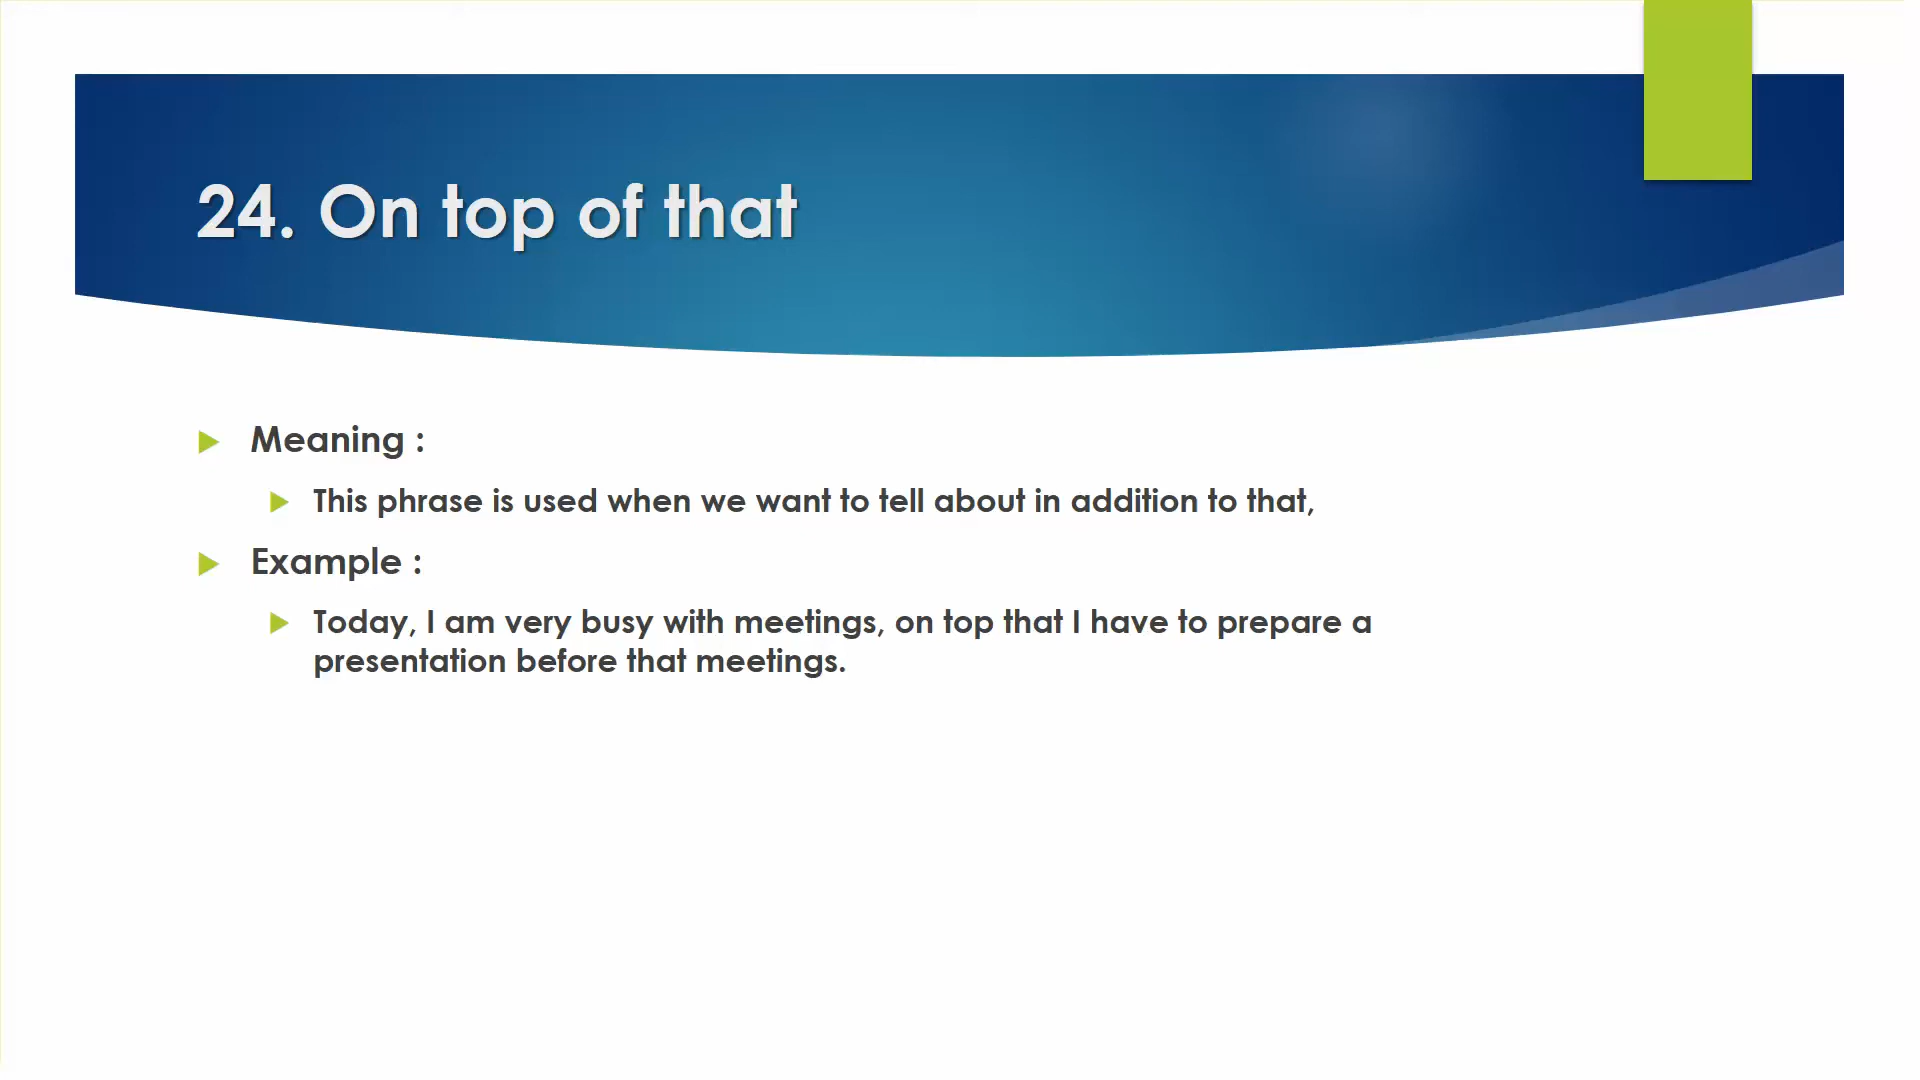 24. On top of that
Meaning :
This phrase is used when we want to tell about in addition to that,
Example :
Today, I am very busy with meetings, on top that I have to prepare a
presentation before that meetings.